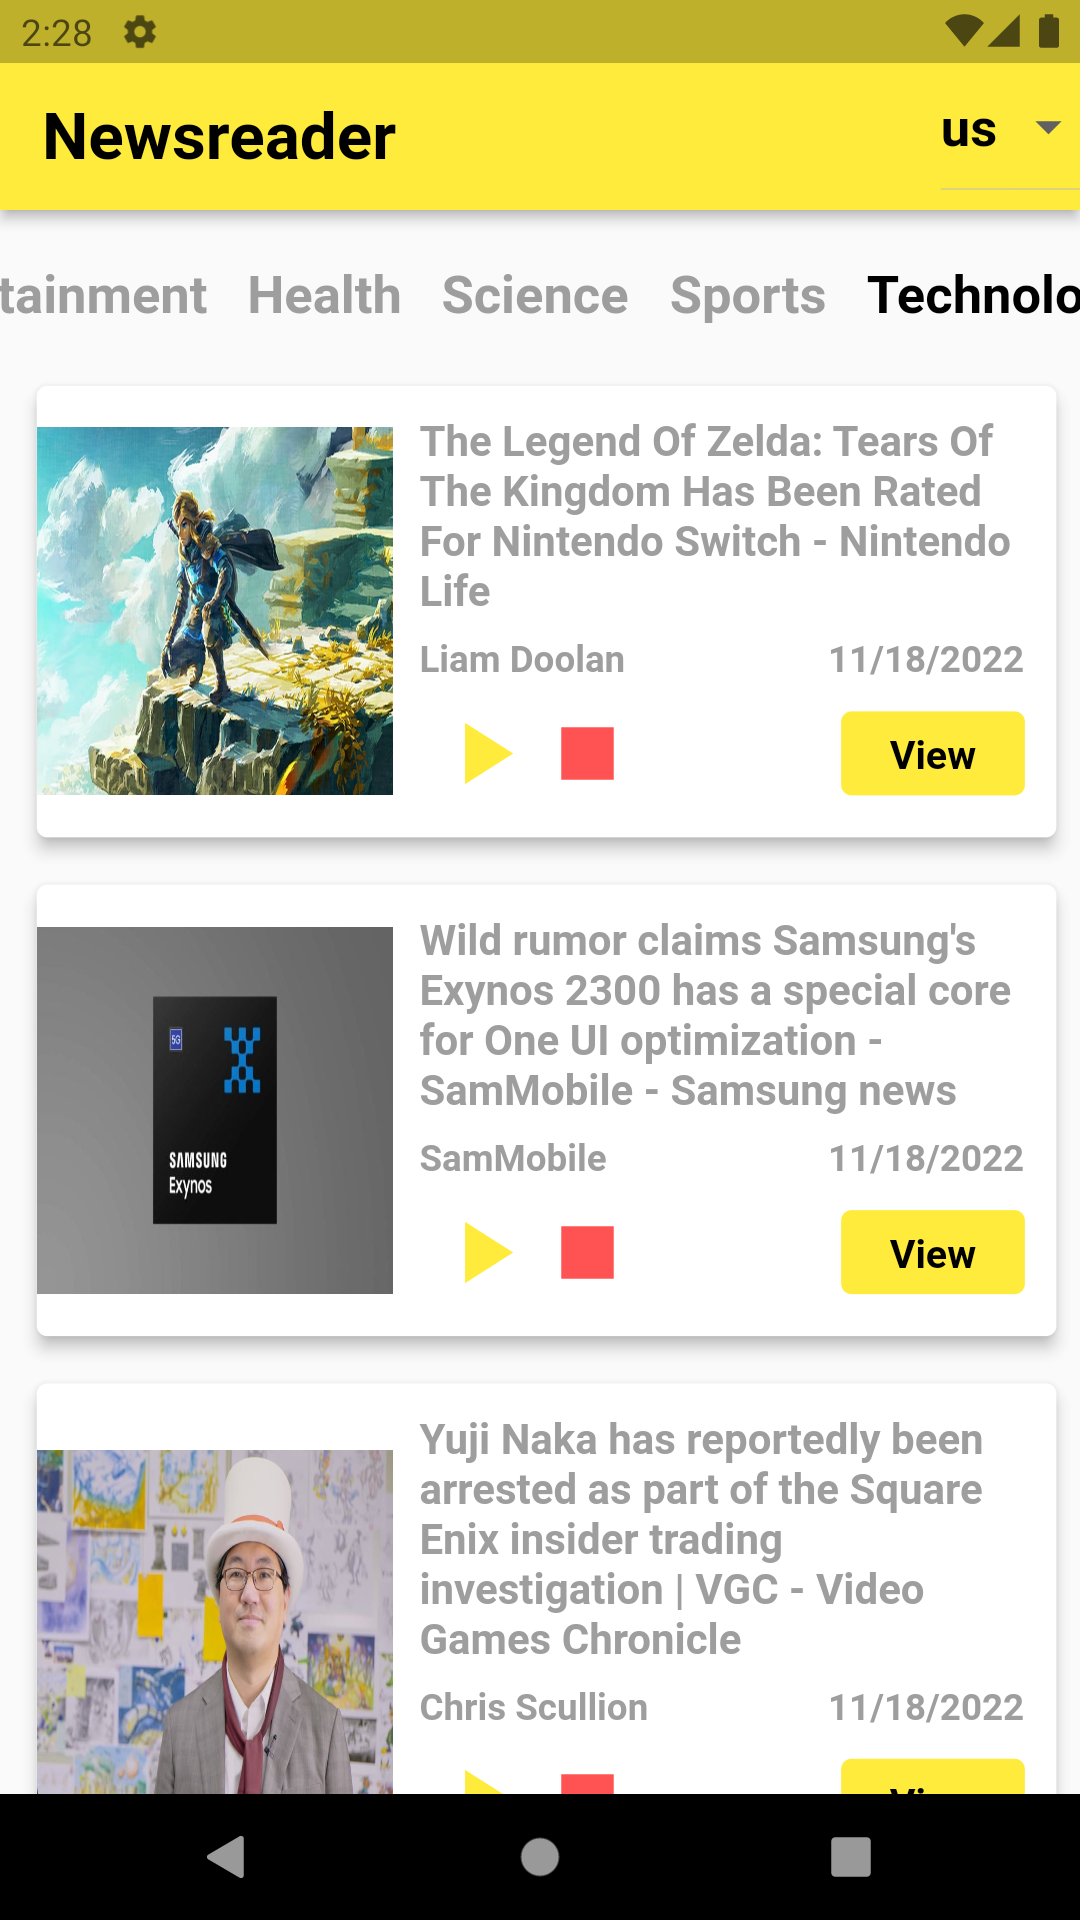 2:28
Newsreader
us
tainment Health Science Sports Technolo
The Legend Of Zelda: Tears Of
The Kingdom Has Been Rated
For Nintendo Switch - Nintendo
Life
Liam Doolan 11/18/2022
View
5G
SAMSUNG
Exynos
Wild rumor claims Samsung's
Exynos 2300 has a special core
for One UI optimization -
SamMobile - Samsung news
SamMobile 11/18/2022
View
Yuji Naka has reportedly been
arrested as part of the Square
Enix insider trading
investigation | VGC - Video
Games Chronicle
Chris Scullion 11/18/2022
View